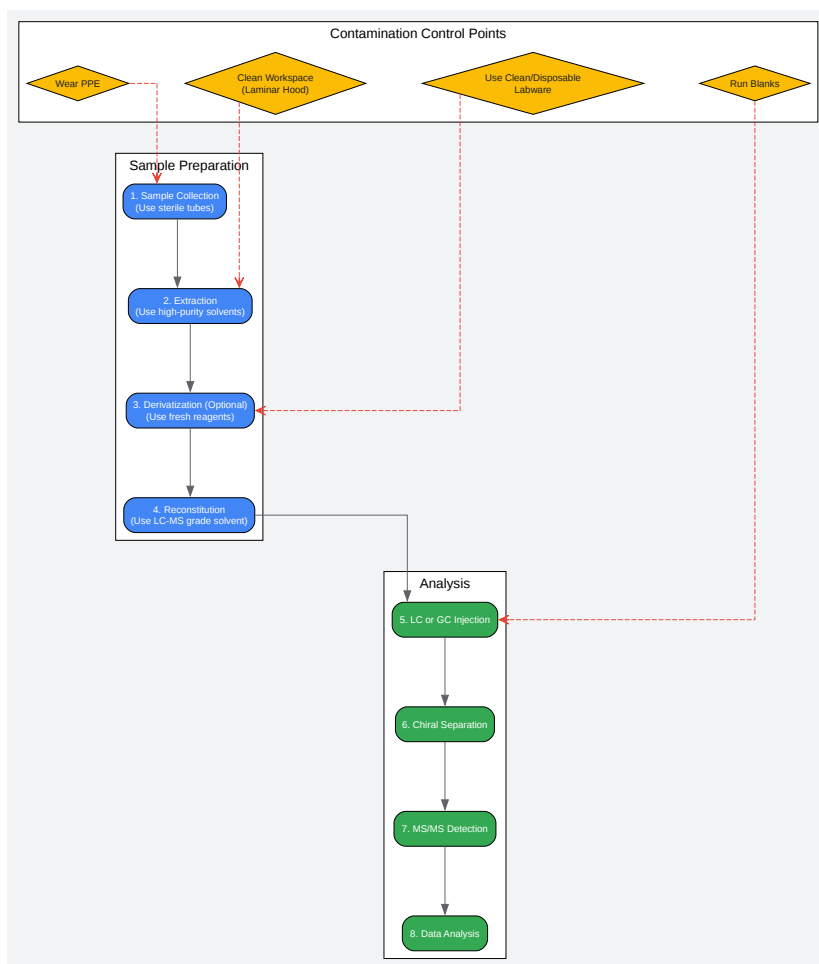 Contamination Control Points
Wear PPE
Clean Workspace
(Laminar Hood)
Use Clean/Disposable
Labware
Run Blanks
Sample Preparation
1. Sample Collection
(Use sterile tubes)
2. Extraction
(Use high-purity solvents)
3. Derivatization (Optional)
(Use fresh reagents)
4. Reconstitution
(Use LC-MS grade solvent)
Analysis
5. LC or GC Injection
6. Chiral Separation
7. MS/MS Detection
8. Data Analysis